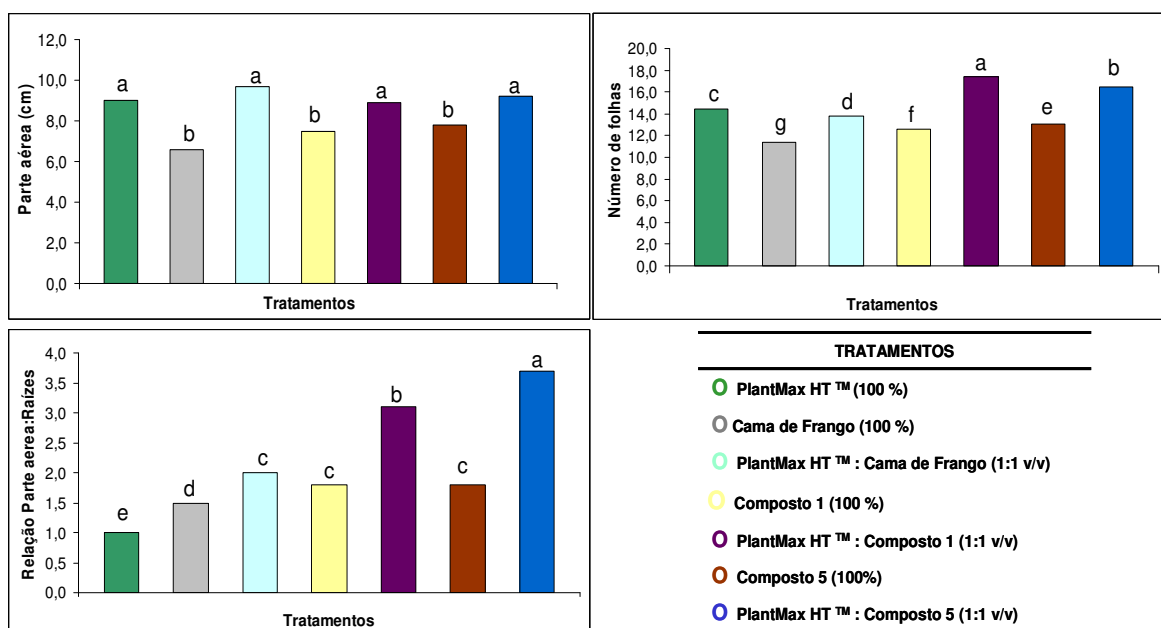 Parte aérea (cm)
12,0
10,0
8,0
6,0
4,0
2,0
0,0
a
b
a
b
a
b
a
Tratamentos
Número de folhas
20,0
18,0
16,0
14,0
12,0
10,0
8,0
6,0
4,0
2,0
0,0
c
g
d
f
a
e
b
Tratamentos
Relação Parte aerea:Raízes
4,0
3,5
3,0
2,5
2,0
1,5
1,0
0,5
0,0
e
d
c
c
b
c
a
Tratamentos
TRATAMENTOS
PlantMax HT ™ (100 %)
Cama de Frango (100 %)
PlantMax HT ™ : Cama de Frango (1:1 v/v)
Composto 1 (100 %)
PlantMax HT ™ : Composto 1 (1:1 v/v)
Composto 5 (100%)
PlantMax HT ™ : Composto 5 (1:1 v/v)